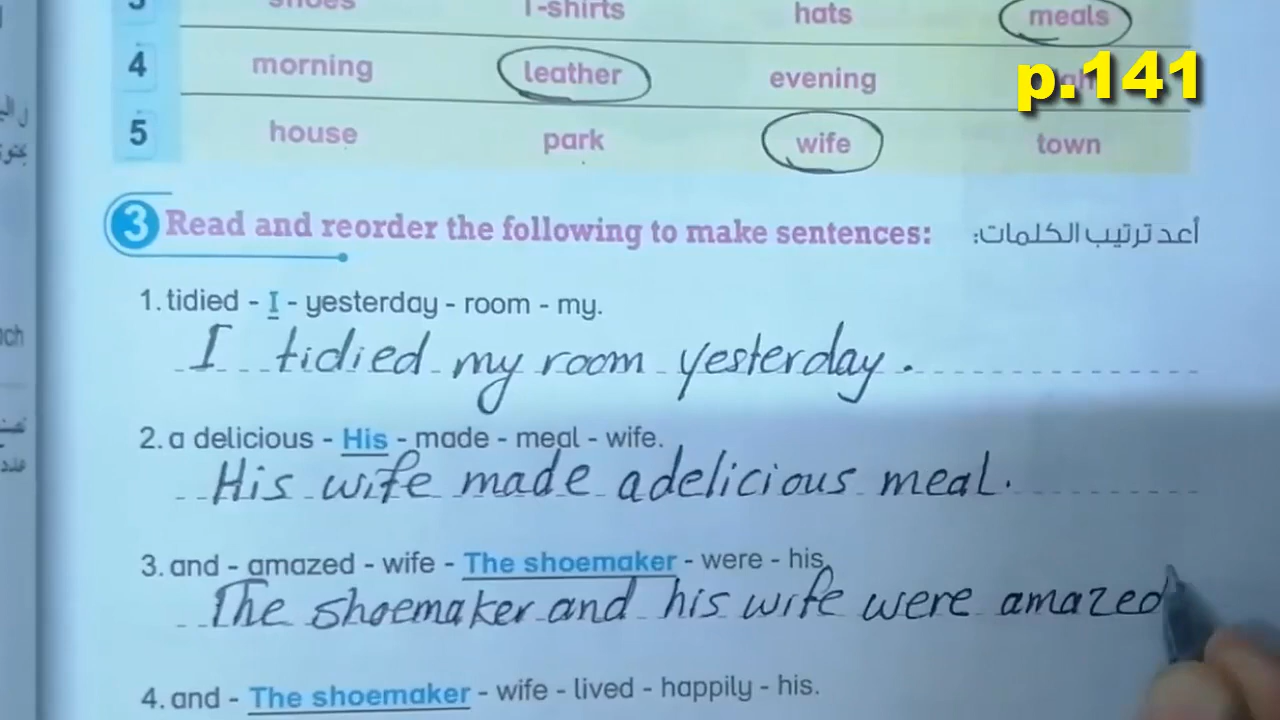 shoes T-shirts hats meals
p.141
4 morning leather evening
5 house park wife town
3 Read and reorder the following to make sentences: أعد ترتيب الكلمات:
1. tidied - I - yesterday - room - my.
I tidied my room yesterday.
2. a delicious - His - made - meal - wife.
His wife made adelicious meal.
3. and - amazed - wife - The shoemaker - were - his.
The shoemaker and his wife were amazed
4. and - The shoemaker - wife - lived - happily - his.